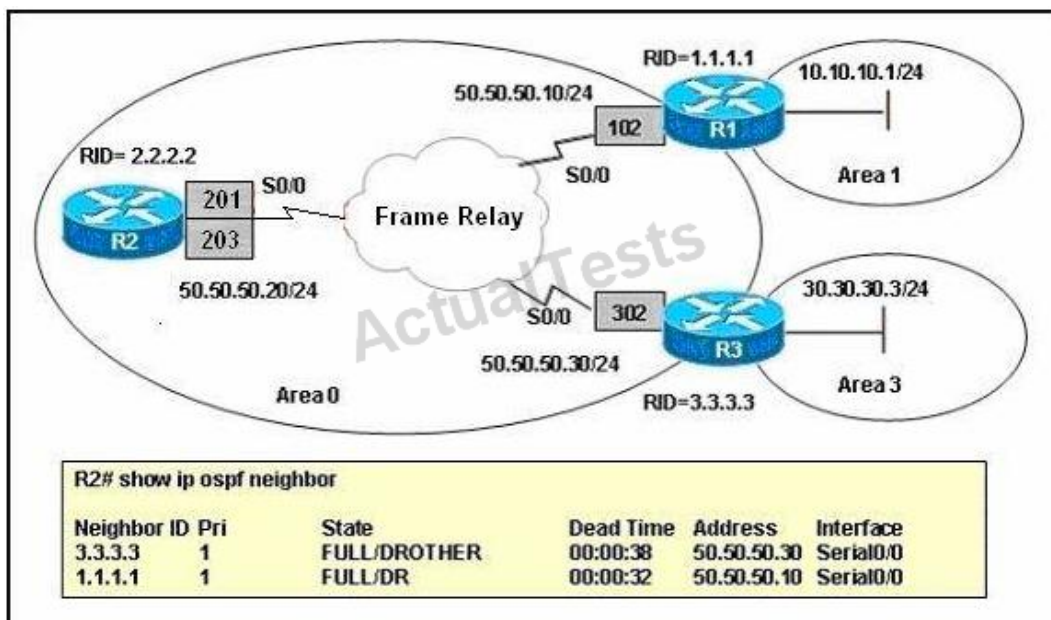 RID=1.1.1.1
10.10.10.1/24
50.50.50.10/24
102
R1
S0/0
Area 1
RID= 2.2.2.2
201
S0/0
203
R2
Frame Relay
50.50.50.20/24
ActualTests
S0/0
302
R3
30.30.30.3/24
50.50.50.30/24
Area 3
Area 0
RID=3.3.3.3
R2# show ip ospf neighbor
Neighbor ID Pri State Dead Time Address Interface
3.3.3.3 1 FULL/DROTHER 00:00:38 50.50.50.30 Serial0/0
1.1.1.1 1 FULL/DR 00:00:32 50.50.50.10 Serial0/0